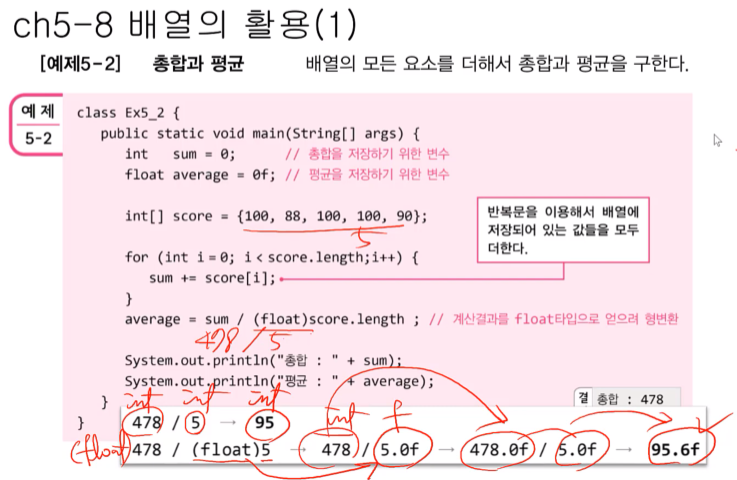 ch5-8 배열의 활용(1)
[예제5-2] 총합과 평균 배열의 모든 요소를 더해서 총합과 평균을 구한다.
예 제
5-2
class Ex5_2 {
public static void main(String[] args) {
int sum = 0; // 총합을 저장하기 위한 변수
float average = 0f; // 평균을 저장하기 위한 변수
int[] score = {100, 88, 100, 100, 90};
5
반복문을 이용해서 배열에
저장되어 있는 값들을 모두
더한다.
for (int i = 0; i < score.length;i++) {
sum += score[i];
}
average = sum / (float)score.length ; // 계산결과를 float타입으로 얻으려 형변환
478 / 5
System.out.println("총합 : " + sum);
System.out.println("평균 : " + average);
}
}
결 총합 : 478
int int int f
478 / 5 → 95
(float) 478 / (float)5 → 478 / 5.0f → 478.0f / 5.0f → 95.6f